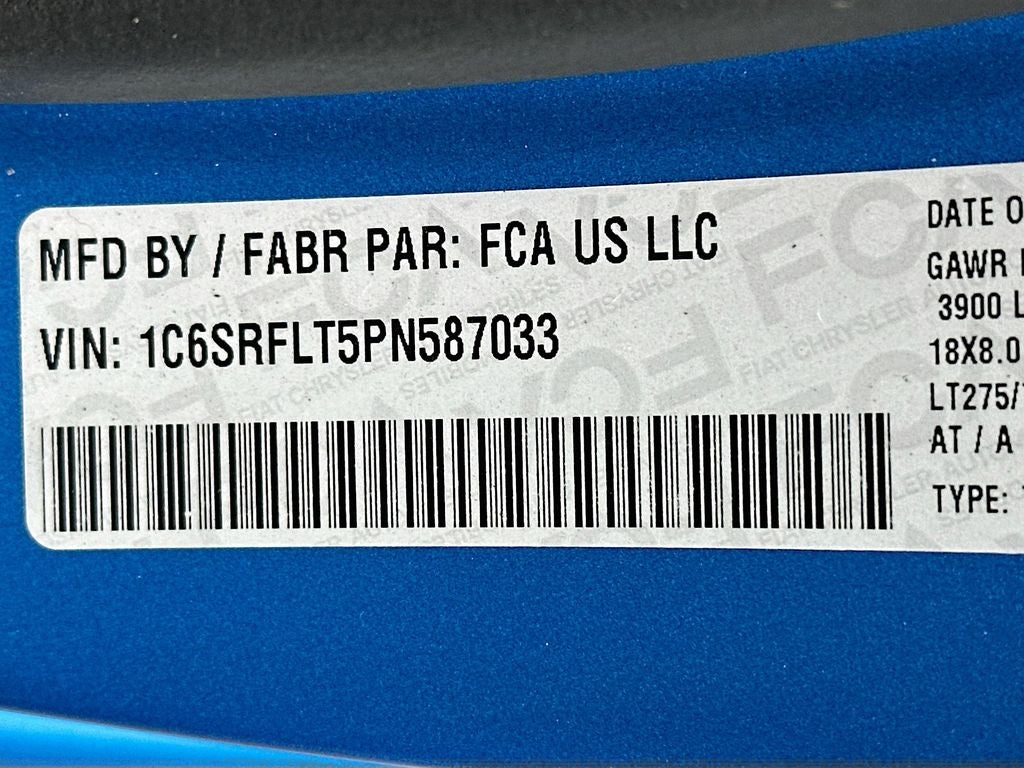 MFD BY / FABR PAR: FCA US LLC
VIN: 1C6SRFLT5PN587033
DATE O
GAWR
3900 L
18X8.0
LT275/
AT / A
TYPE: